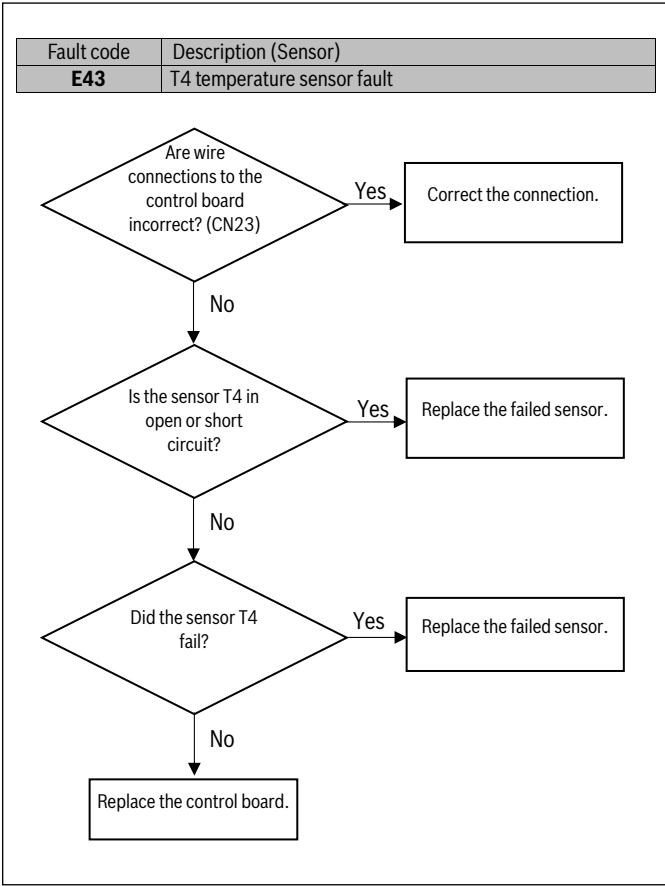 Fault code Description (Sensor)
E43 T4 temperature sensor fault
Are wire
connections to the
control board
incorrect? (CN23)
Yes
Correct the connection.
No
Is the sensor T4 in
open or short
circuit?
Yes
Replace the failed sensor.
No
Did the sensor T4
fail?
Yes
Replace the failed sensor.
No
Replace the control board.